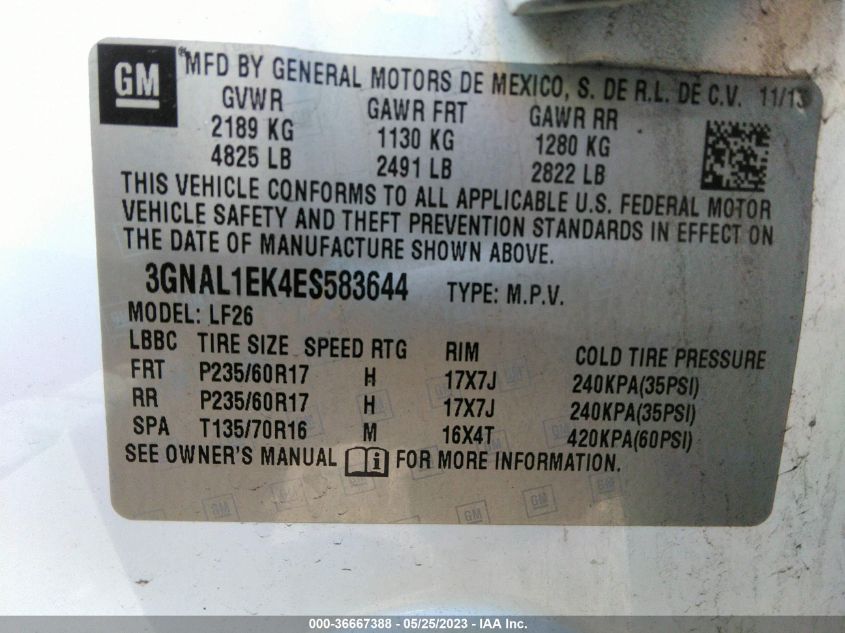 GM ® MFD BY GENERAL MOTORS DE MEXICO, S. DE R.L. DE C.V. 11/13
GVWR GAWR FRT GAWR RR
2189 KG 1130 KG 1280 KG
4825 LB 2491 LB 2822 LB
THIS VEHICLE CONFORMS TO ALL APPLICABLE U.S. FEDERAL MOTOR
VEHICLE SAFETY AND THEFT PREVENTION STANDARDS IN EFFECT ON
THE DATE OF MANUFACTURE SHOWN ABOVE.
3GNAL1EK4ES583644 TYPE: M.P.V.
MODEL: LF26
LBBC TIRE SIZE SPEED RTG RIM COLD TIRE PRESSURE
FRT P235/60R17 H 17X7J 240KPA(35PSI)
RR P235/60R17 H 17X7J 240KPA(35PSI)
SPA T135/70R16 M 16X4T 420KPA(60PSI)
SEE OWNER'S MANUAL FOR MORE INFORMATION.
000-36667388 - 05/25/2023 - IAA Inc.